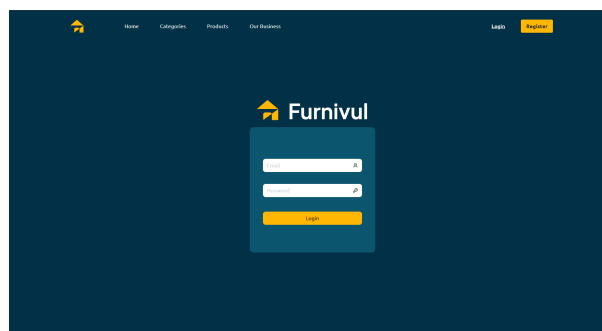 Home Categories Products Our Business Login Register
Furnivul
Email
Password
Login